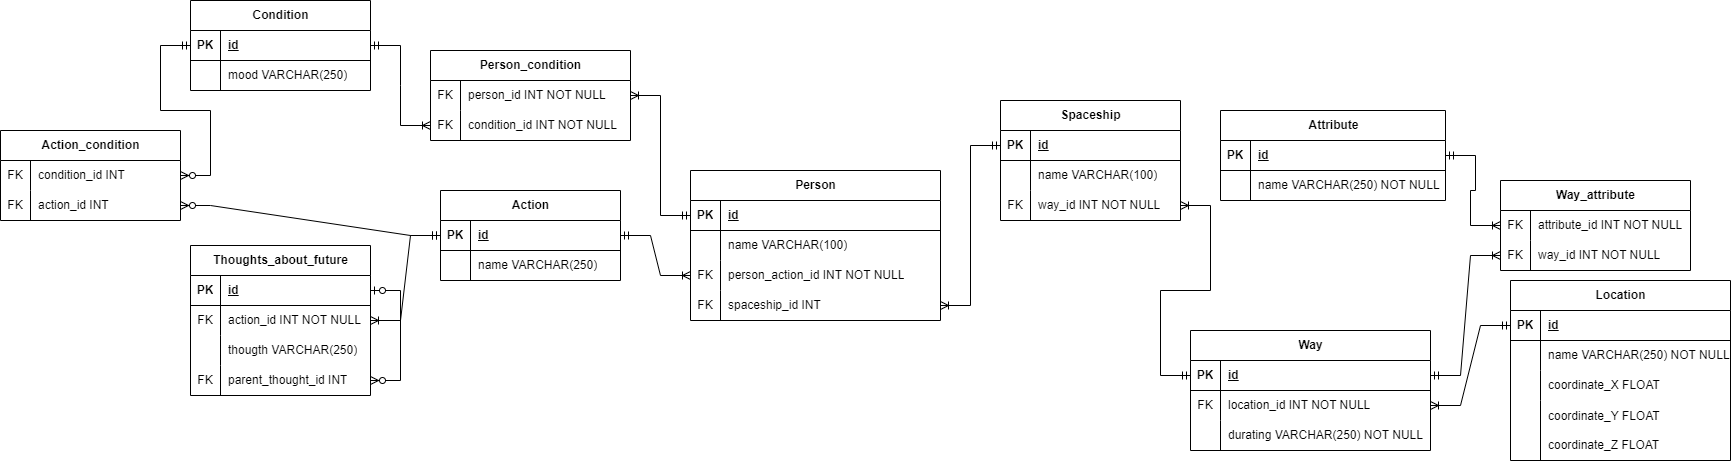 Condition
PK id
mood VARCHAR(250)
Person_condition
FK person_id INT NOT NULL
FK condition_id INT NOT NULL
Action_condition
FK condition_id INT
FK action_id INT
Action
PK id
name VARCHAR(250)
Thoughts_about_future
PK id
FK action_id INT NOT NULL
thougth VARCHAR(250)
FK parent_thought_id INT
Person
PK id
name VARCHAR(100)
FK person_action_id INT NOT NULL
FK spaceship_id INT
Spaceship
PK id
name VARCHAR(100)
FK way_id INT NOT NULL
Attribute
PK id
name VARCHAR(250) NOT NULL
Way_attribute
FK attribute_id INT NOT NULL
FK way_id INT NOT NULL
Way
PK id
FK location_id INT NOT NULL
durating VARCHAR(250) NOT NULL
Location
PK id
name VARCHAR(250) NOT NULL
coordinate_X FLOAT
coordinate_Y FLOAT
coordinate_Z FLOAT